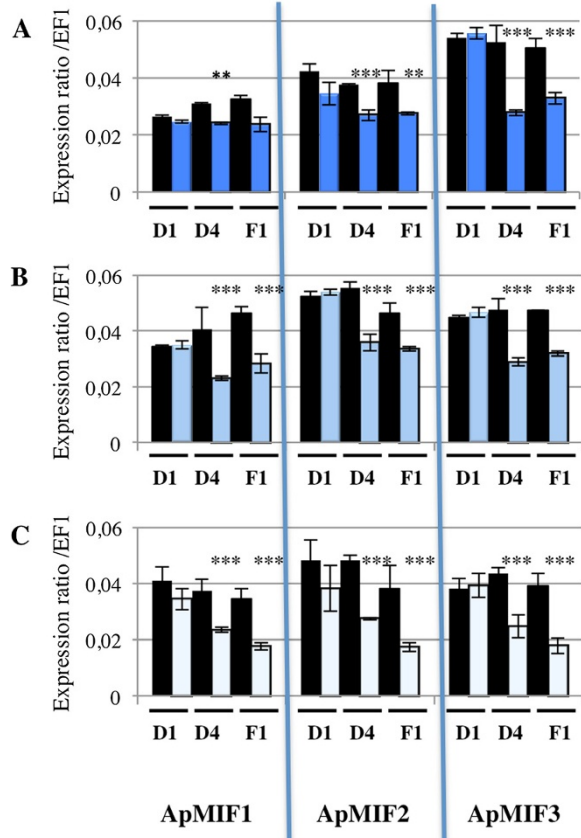 A
Expression ratio /EF1
0,06
0,04
0,02
0
** *** ** *** ***
D1 D4 F1 D1 D4 F1 D1 D4 F1
B
Expression ratio /EF1
0,06
0,04
0,02
0
*** *** *** *** *** ***
D1 D4 F1 D1 D4 F1 D1 D4 F1
C
Expression ratio /EF1
0,06
0,04
0,02
0
*** *** *** *** *** ***
D1 D4 F1 D1 D4 F1 D1 D4 F1
ApMIF1 ApMIF2 ApMIF3